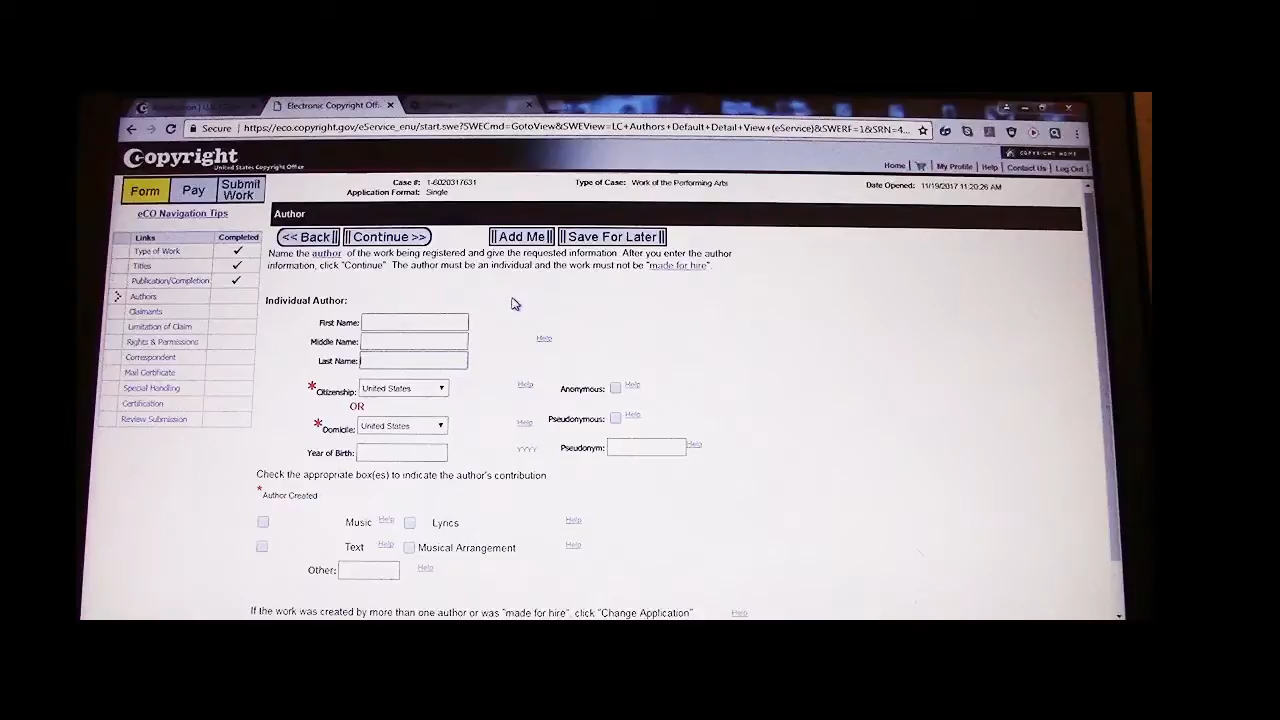 Electronic Copyright Off:
Secure | https://eco.copyright.gov/eService_enu/start.swe?SWECmd=GotoView&SWEView=LC+Authors+Default+Detail+View+(eService)&SWERF=1&SRN=4...
Copyright
United States Copyright Office
COPYRIGHT HOME
Home | My Profile | Help | Contact Us | Log Out
Form Pay Submit Work
Case #: 1-6020317631 Type of Case: Work of the Performing Arts Date Opened: 11/19/2017 11:20:26 AM
Application Format: Single
eCO Navigation Tips
Author
Links Completed
<< Back Continue >> Add Me Save For Later
Type of Work
Titles
Publication/Completion
Authors
Claimants
Limitation of Claim
Rights & Permissions
Correspondent
Mail Certificate
Special Handling
Certification
Review Submission
Name the author of the work being registered and give the requested information. After you enter the author
information, click "Continue" The author must be an individual and the work must not be "made for hire".
Individual Author:
First Name:
Middle Name: Help
Last Name:
* Citizenship: United States Help Anonymous: Help
OR
* Domicile: United States Help Pseudonymous: Help
Year of Birth: YYYY Pseudonym: Help
Check the appropriate box(es) to indicate the author's contribution.
* Author Created
Music Help Lyrics Help
Text Help Musical Arrangement Help
Other: Help
If the work was created by more than one author or was "made for hire", click "Change Application" Help